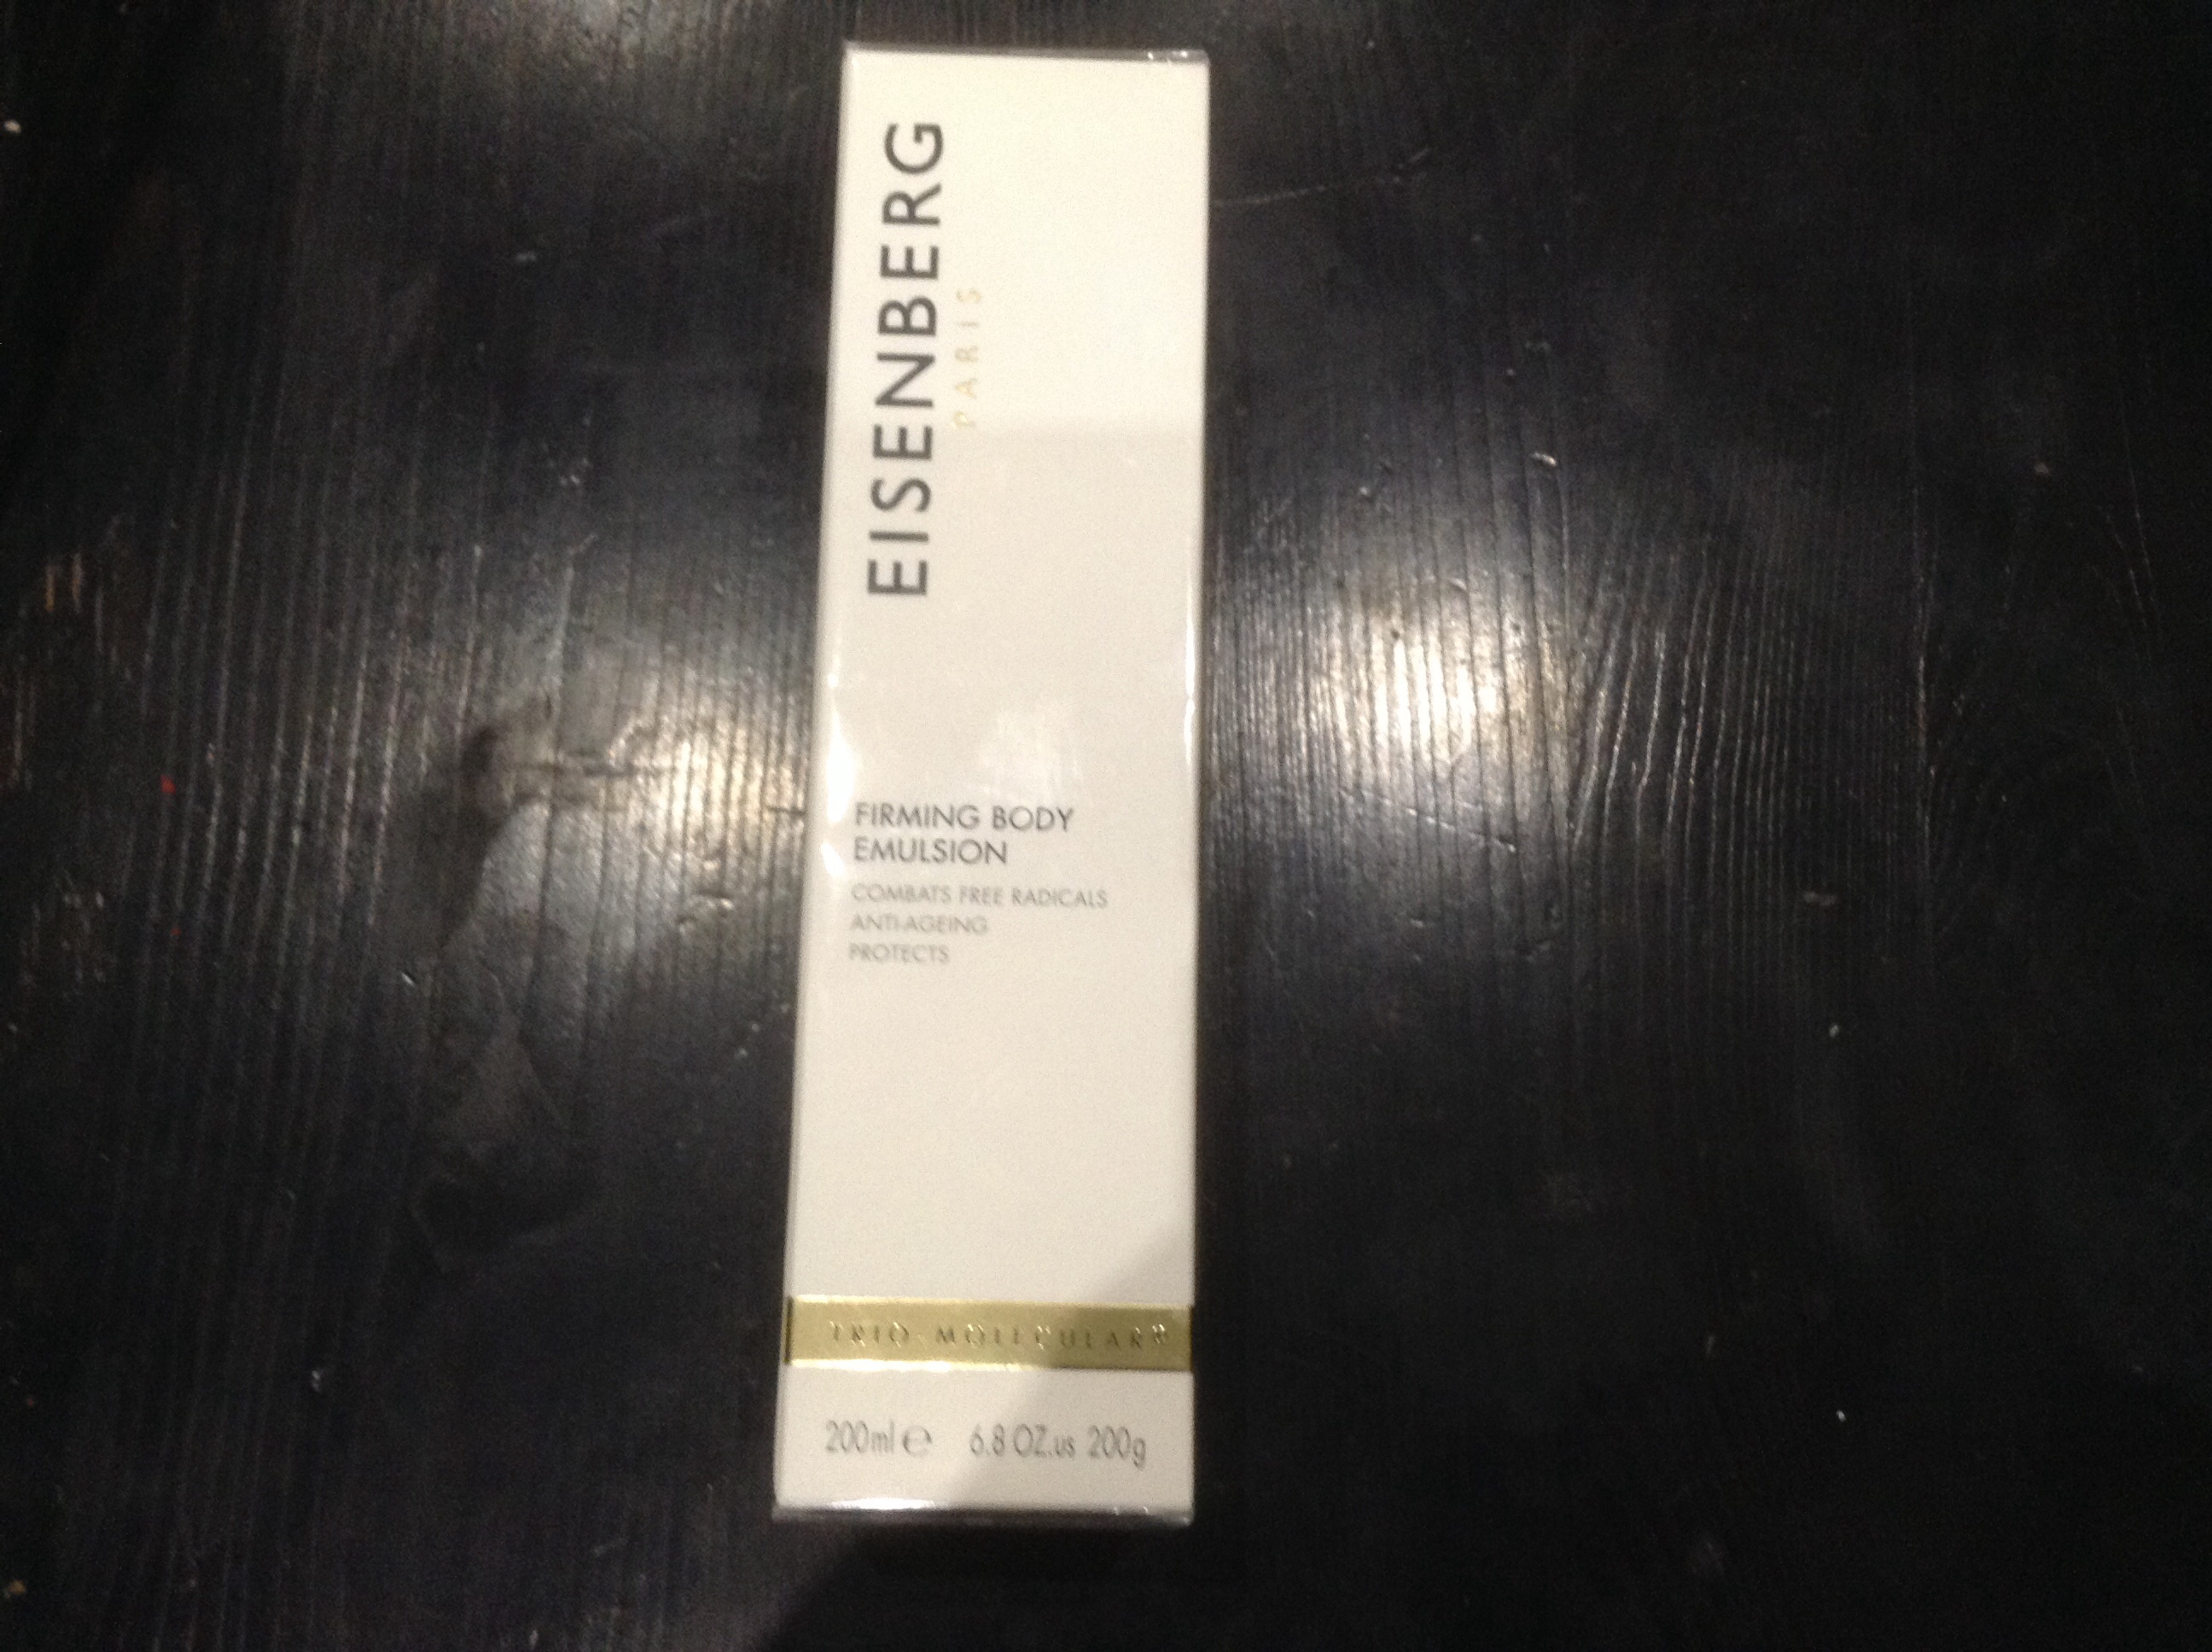 EISENBERG
PARIS
FIRMING BODY
EMULSION
COMBATS FREE RADICALS
ANTI-AGEING
PROTECTS
TRIO-MOLECULAR®
200ml ℮ 6.8 OZ.us 200g